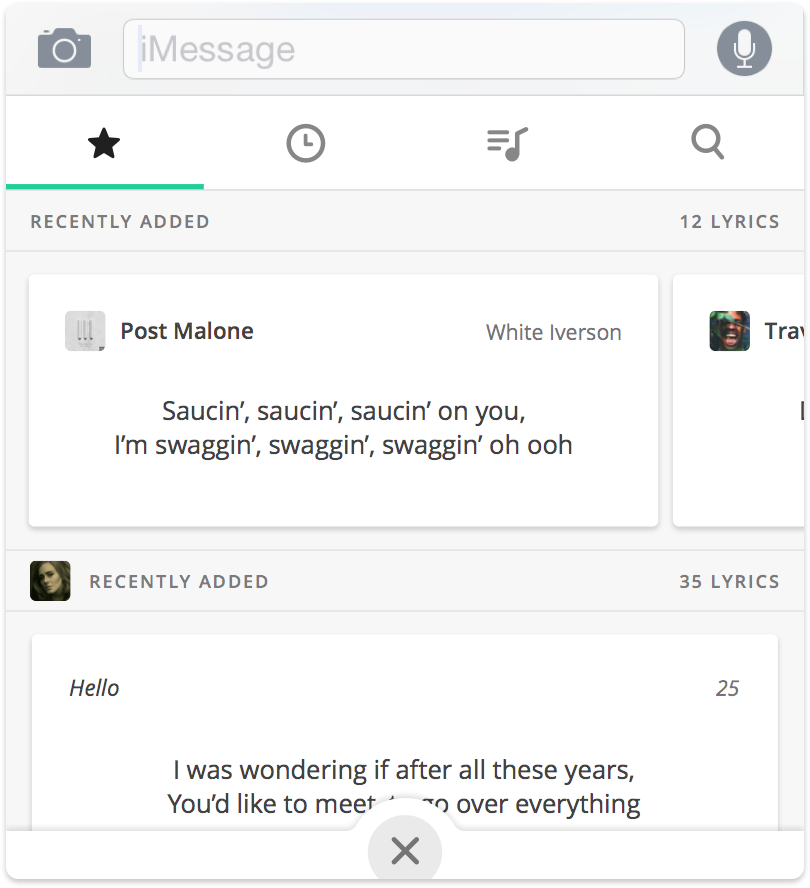 iMessage
RECENTLY ADDED 12 LYRICS
Post Malone White Iverson
Saucin’, saucin’, saucin’ on you,
I’m swaggin’, swaggin’, swaggin’ oh ooh
Trav
RECENTLY ADDED 35 LYRICS
Hello 25
I was wondering if after all these years,
You’d like to meet, to go over everything